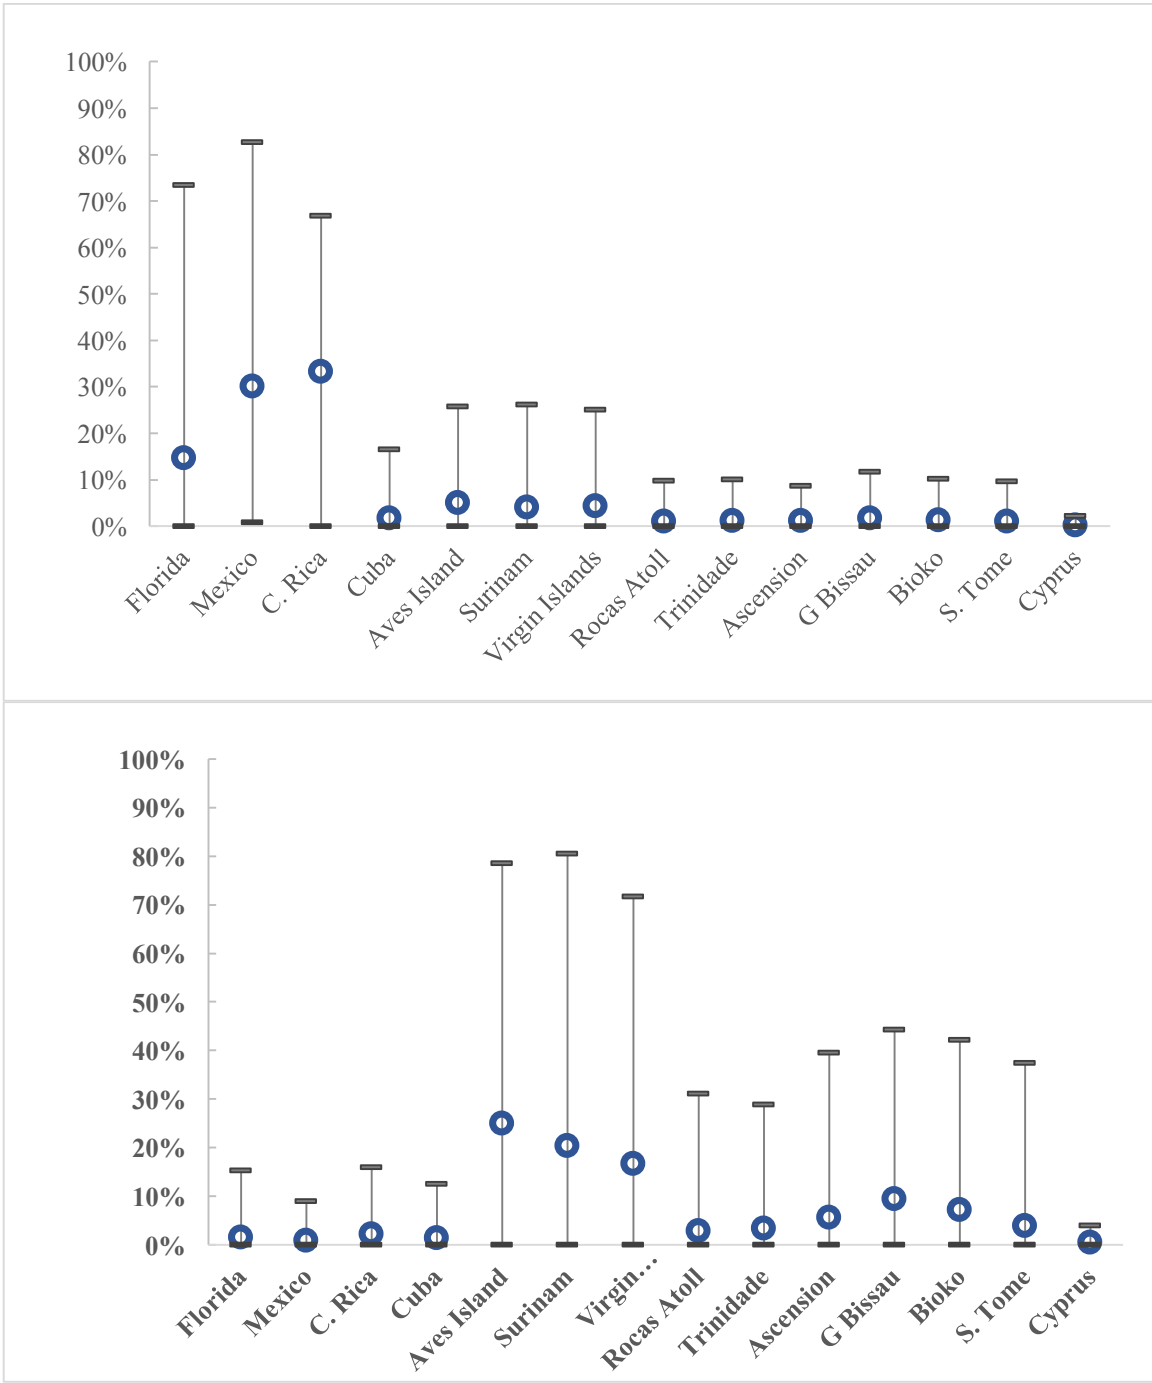 100%
90%
80%
70%
60%
50%
40%
30%
20%
10%
0%
Florida
Mexico
C. Rica
Cuba
Aves Island
Surinam
Virgin Islands
Rocas Atoll
Trinidade
Ascension
G Bissau
Bioko
S. Tome
Cyprus
100%
90%
80%
70%
60%
50%
40%
30%
20%
10%
0%
Florida
Mexico
C. Rica
Cuba
Aves Island
Surinam
Virgin…
Rocas Atoll
Trinidade
Ascension
G Bissau
Bioko
S. Tome
Cyprus